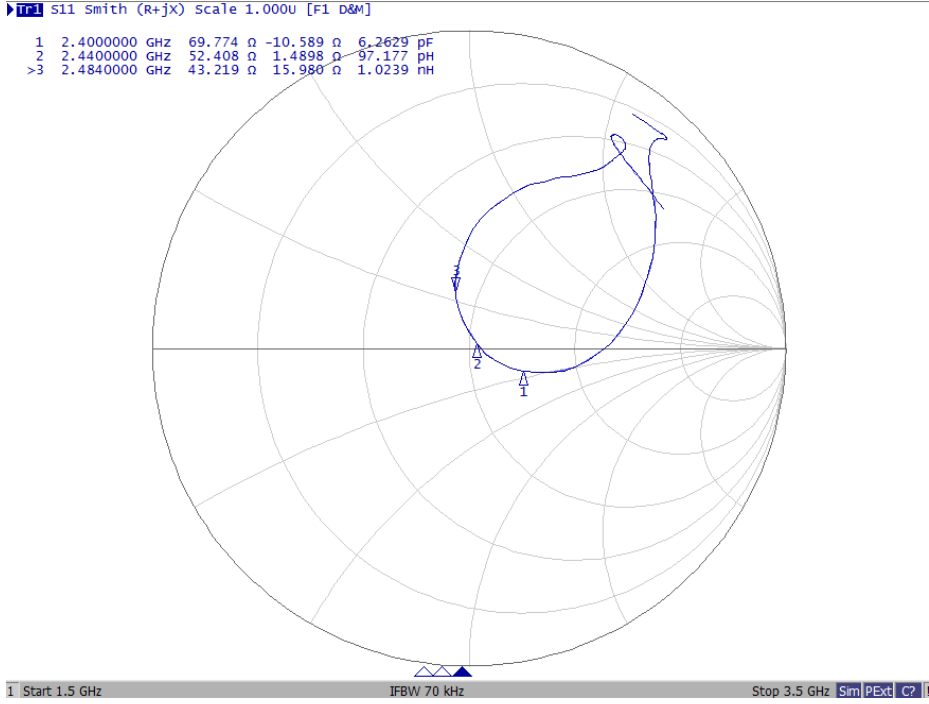 Tr1 S11 Smith (R+jX) Scale 1.000U [F1 D&M]
1 2.4000000 GHz 69.774 Ω -10.589 Ω 6.2629 pF
2 2.4400000 GHz 52.408 Ω 1.4898 Ω 97.177 pH
>3 2.4840000 GHz 43.219 Ω 15.980 Ω 1.0239 nH
3
2
1
1 Start 1.5 GHz IFBW 70 kHz Stop 3.5 GHz Sim PExt C? !